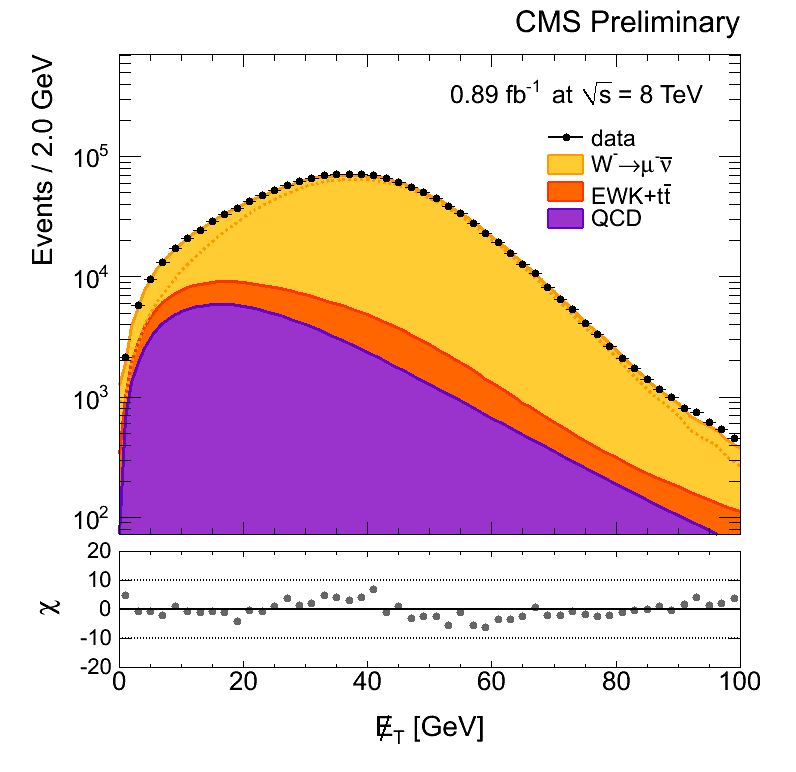 CMS Preliminary
Events / 2.0 GeV
0.89 fb⁻¹ at √s = 8 TeV
data
W⁻→μ⁻ν̄
EWK+tt̄
QCD
10⁵
10⁴
10³
10²
χ
20
10
0
-10
-20
0 20 40 60 80 100
E̸_T [GeV]